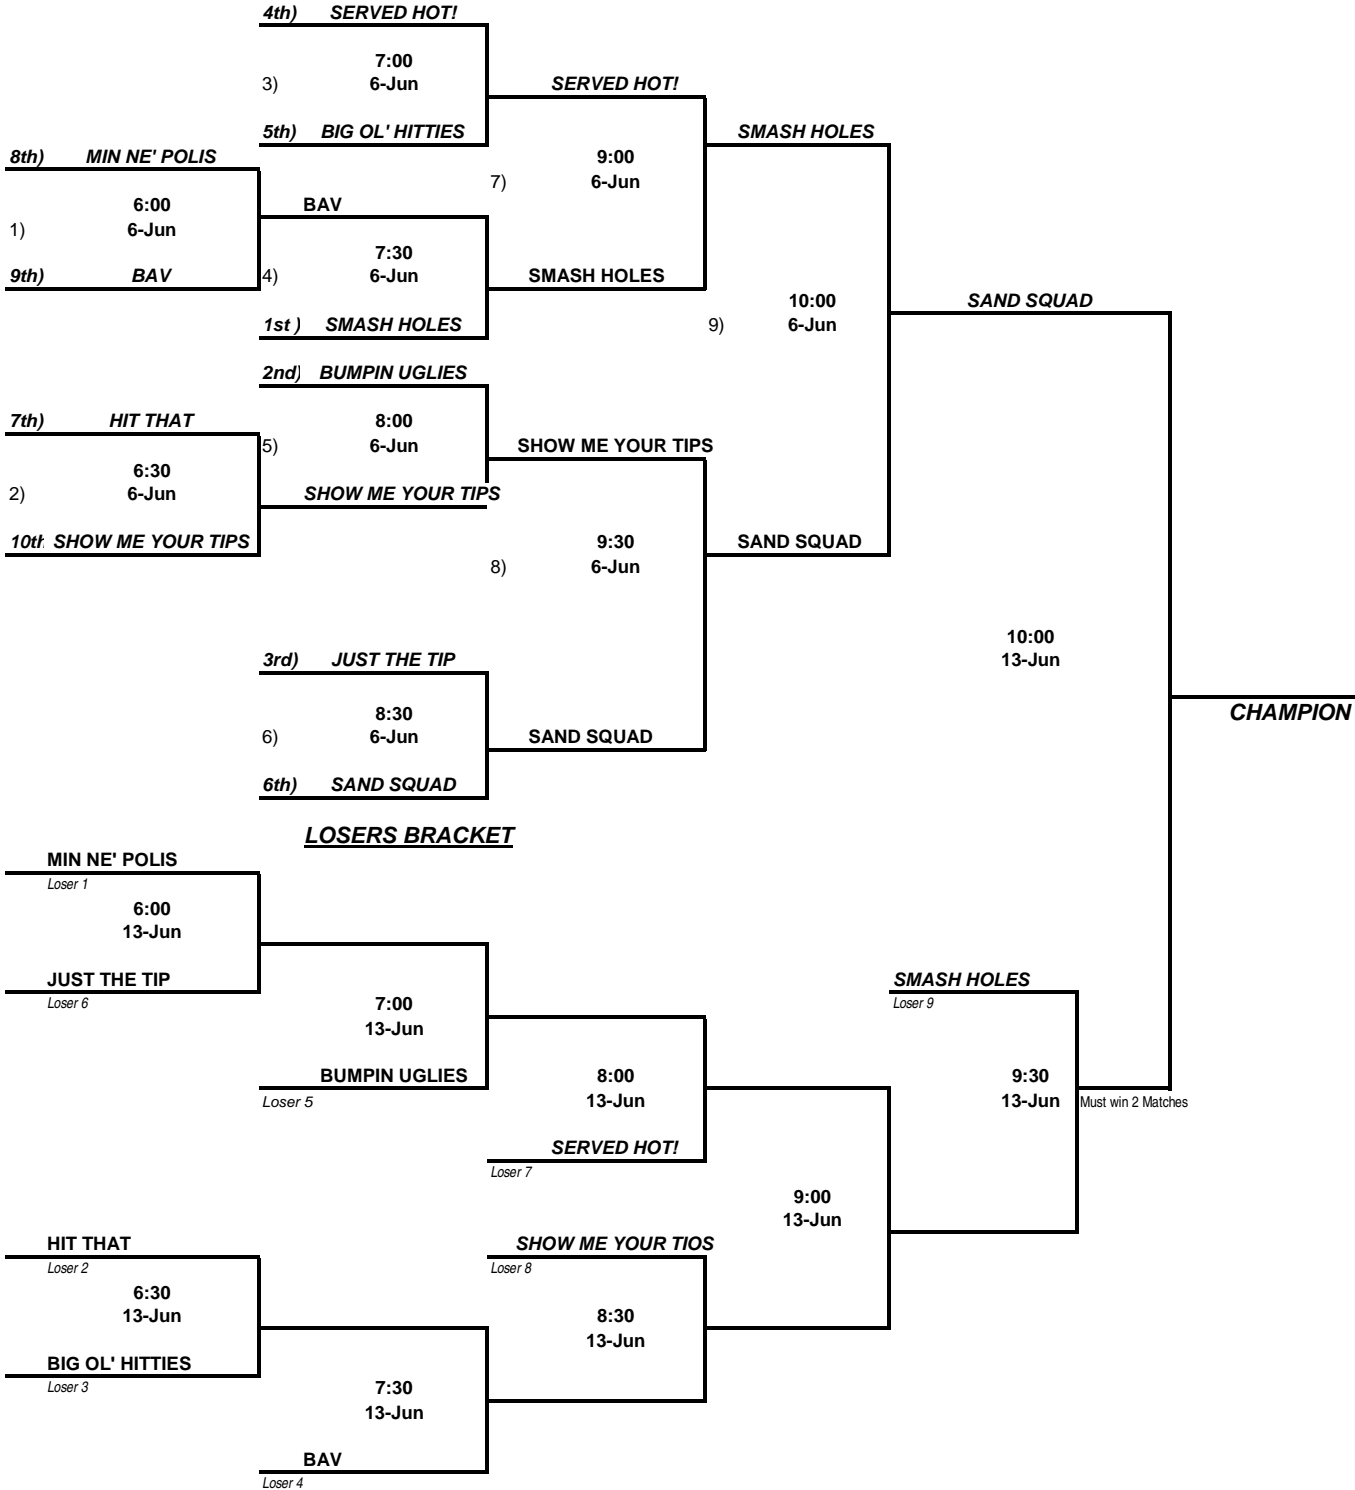 4th) SERVED HOT!
7:00
3) 6-Jun
SERVED HOT!
5th) BIG OL' HITTIES
SMASH HOLES
8th) MIN NE' POLIS
9:00
7) 6-Jun
6:00
BAV
1) 6-Jun
7:30
9th) BAV
4) 6-Jun
SMASH HOLES
10:00
SAND SQUAD
1st ) SMASH HOLES
9) 6-Jun
2nd) BUMPIN UGLIES
7th) HIT THAT
8:00
5) 6-Jun
SHOW ME YOUR TIPS
6:30
2) 6-Jun
SHOW ME YOUR TIPS
10th SHOW ME YOUR TIPS
9:30
SAND SQUAD
8) 6-Jun
10:00
13-Jun
3rd) JUST THE TIP
8:30
6) 6-Jun
SAND SQUAD
CHAMPION
6th) SAND SQUAD
LOSERS BRACKET
MIN NE' POLIS
Loser 1
6:00
13-Jun
JUST THE TIP
SMASH HOLES
Loser 6
Loser 9
7:00
13-Jun
BUMPIN UGLIES
8:00
9:30
Loser 5
13-Jun
13-Jun
Must win 2 Matches
SERVED HOT!
Loser 7
9:00
13-Jun
HIT THAT
SHOW ME YOUR TIOS
Loser 2
Loser 8
6:30
13-Jun
8:30
13-Jun
BIG OL' HITTIES
Loser 3
7:30
13-Jun
BAV
Loser 4